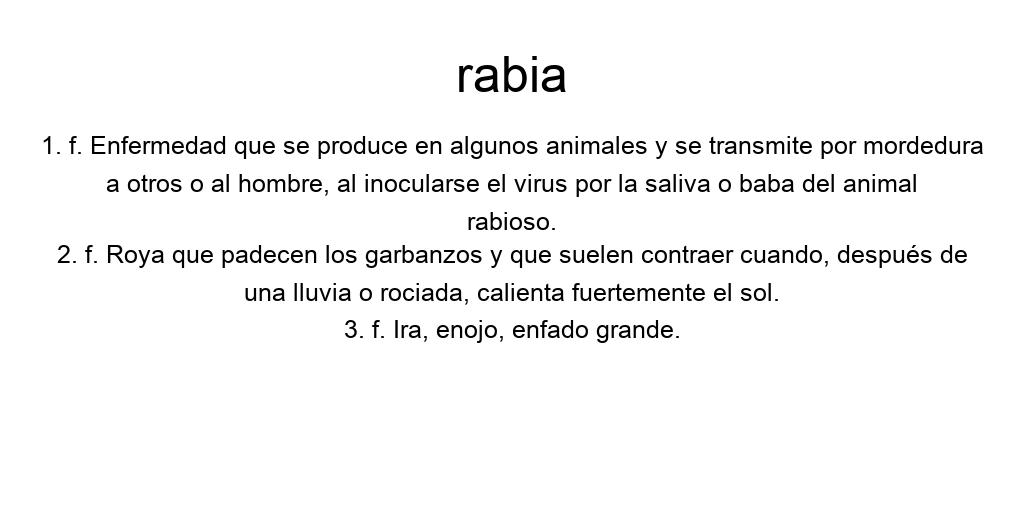 rabia
1. f. Enfermedad que se produce en algunos animales y se transmite por mordedura
a otros o al hombre, al inocularse el virus por la saliva o baba del animal
rabioso.
2. f. Roya que padecen los garbanzos y que suelen contraer cuando, después de
una lluvia o rociada, calienta fuertemente el sol.
3. f. Ira, enojo, enfado grande.